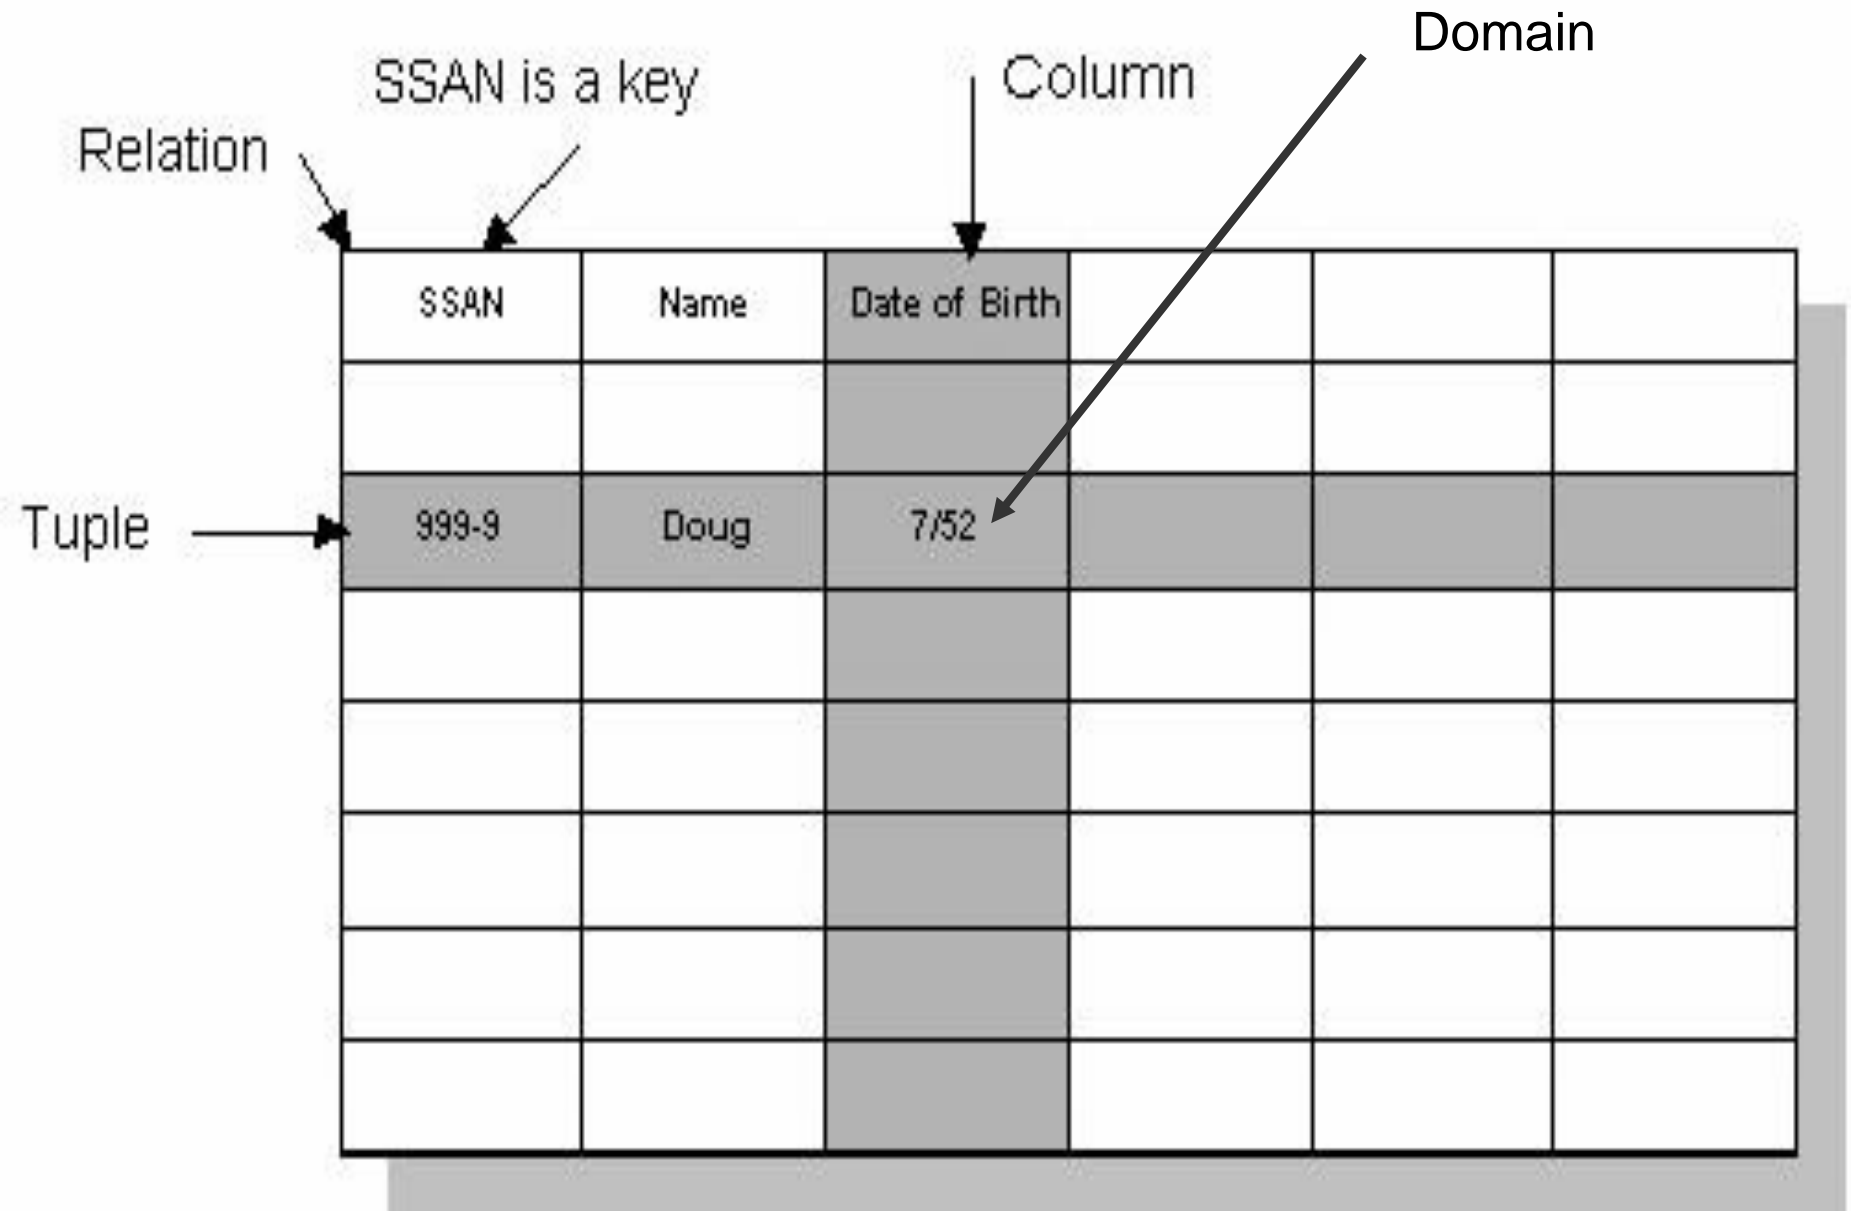 Domain
SSAN is a key
Column
Relation
SSAN Name Date of Birth
Tuple
999-9 Doug 7/52